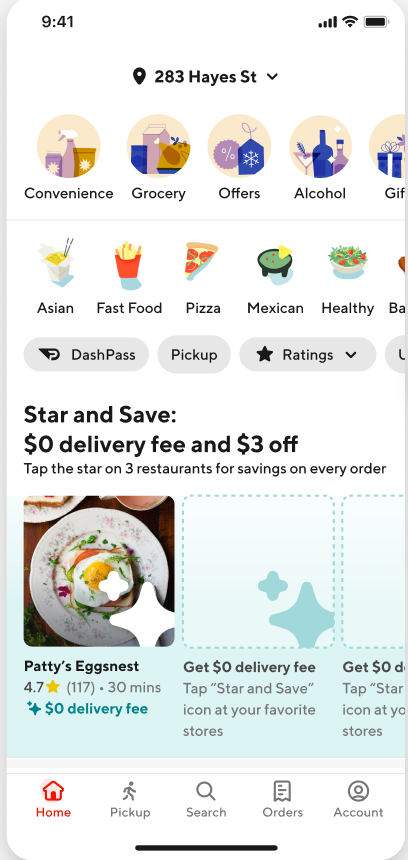 9:41
283 Hayes St
Convenience Grocery Offers Alcohol Gif
%
Asian Fast Food Pizza Mexican Healthy Ba
DashPass Pickup Ratings U
Star and Save:
$0 delivery fee and $3 off
Tap the star on 3 restaurants for savings on every order
Patty's Eggsnest Get $0 delivery fee Get $0 d
4.7 (117) • 30 mins Tap “Star and Save” Tap “Star
$0 delivery fee icon at your favorite icon at yo
stores stores
Home Pickup Search Orders Account